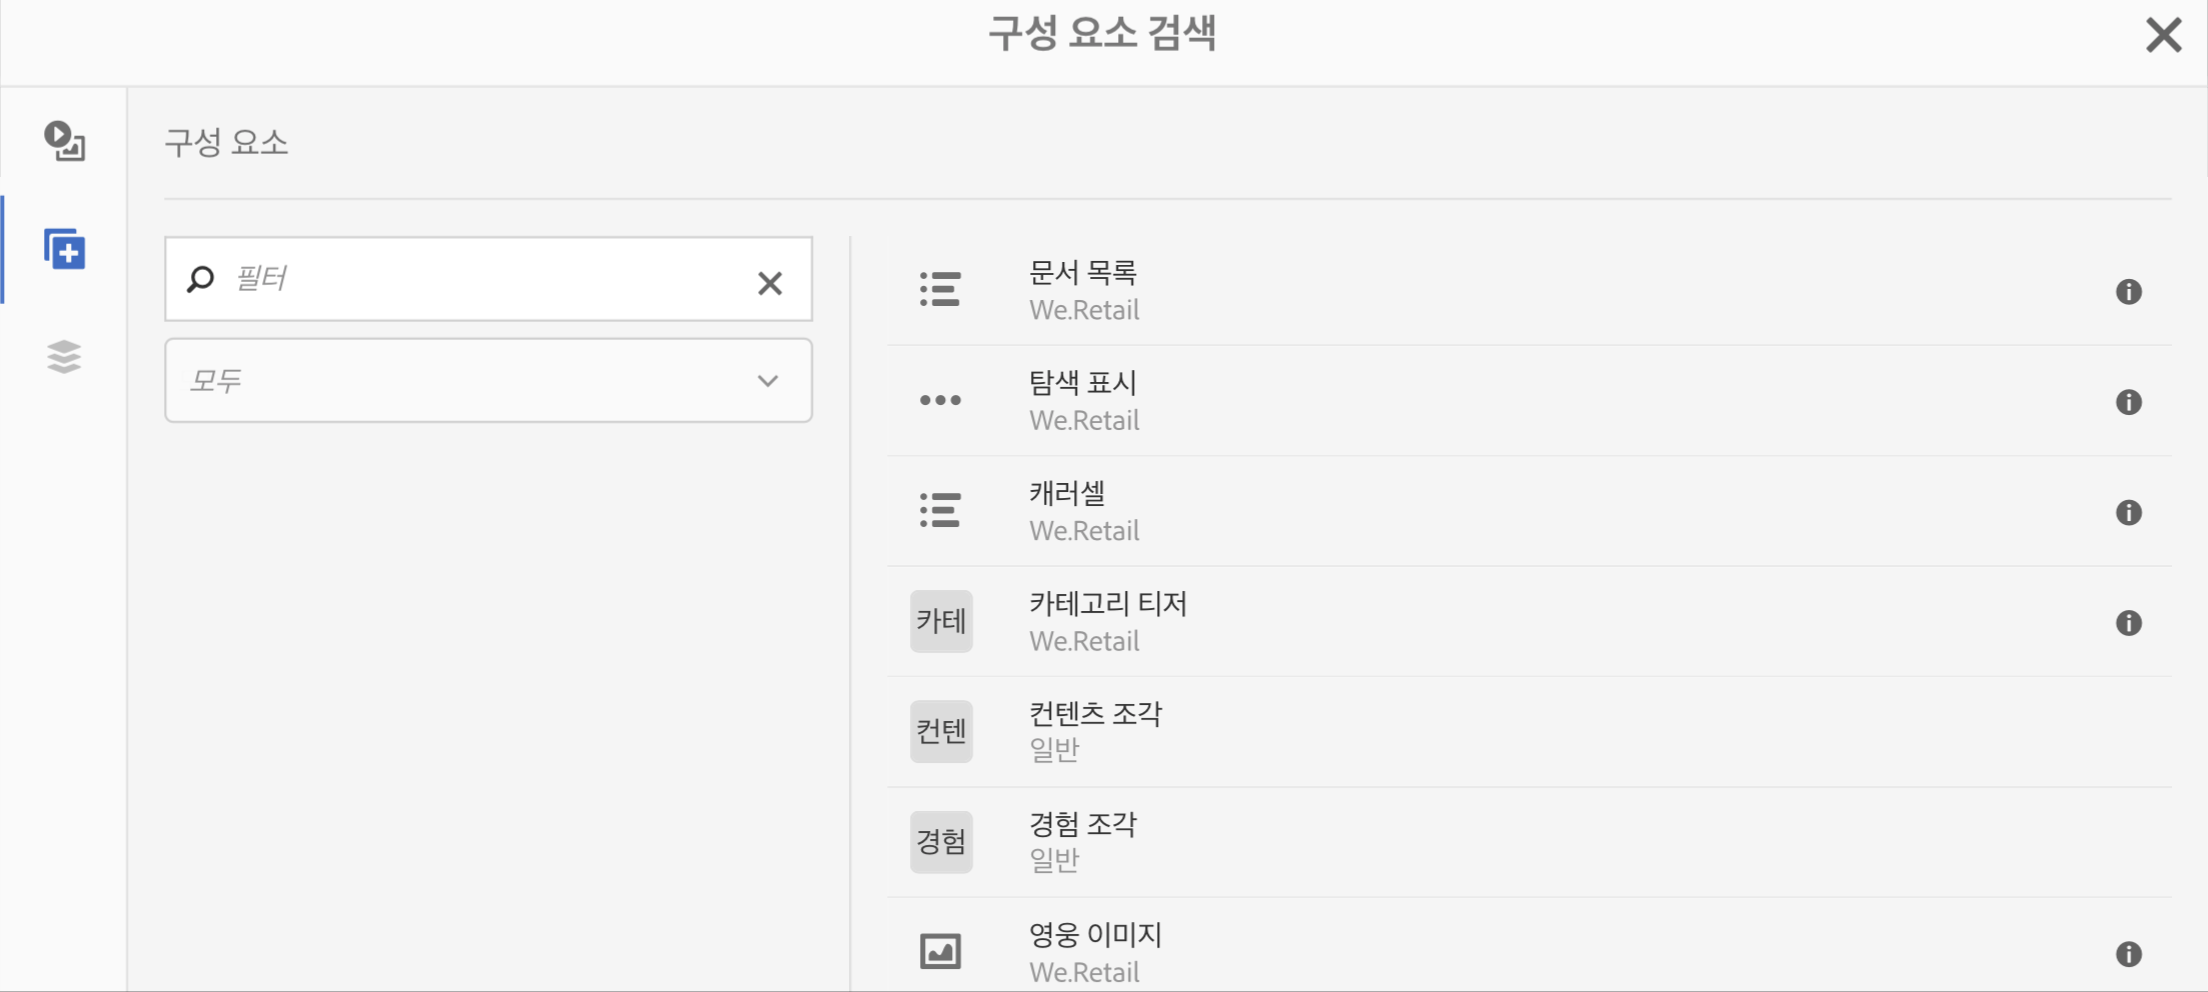 구성 요소 검색
구성 요소
필터
모두
문서 목록
We.Retail
탐색 표시
We.Retail
캐러셀
We.Retail
카테
카테고리 티저
We.Retail
컨텐
컨텐츠 조각
일반
경험
경험 조각
일반
영웅 이미지
We.Retail